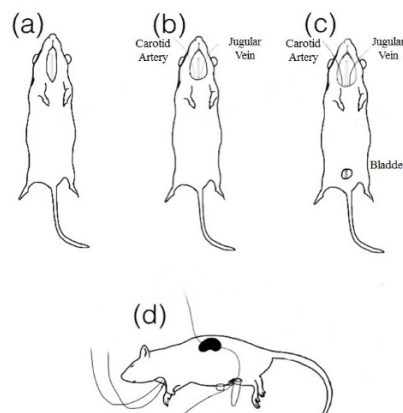 (a)
(b)
(c)
Carotid
Artery
Jugular
Vein
Carotid
Artery
Jugular
Vein
Bladde
(d)